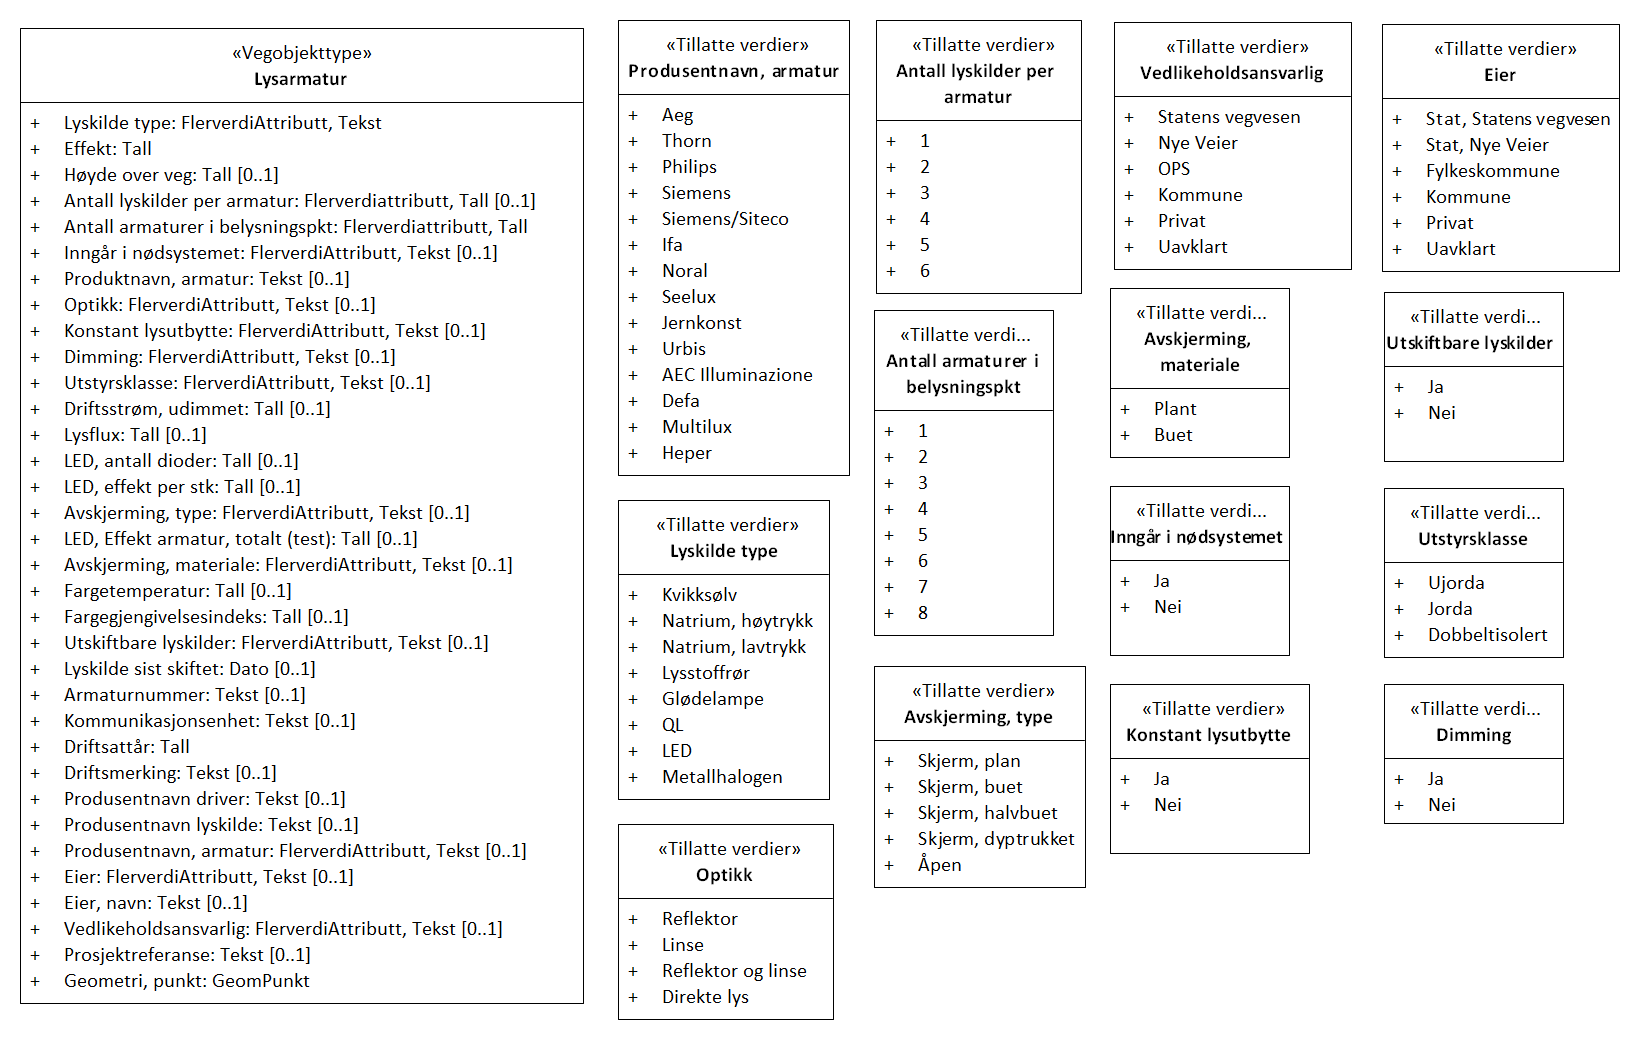 «Vegobjekttype»
Lysarmatur
+ Lyskilde type: FlerverdiAttributt, Tekst
+ Effekt: Tall
+ Høyde over veg: Tall [0..1]
+ Antall lyskilder per armatur: Flerverdiattributt, Tall [0..1]
+ Antall armaturer i belysningspkt: Flerverdiattributt, Tall
+ Inngår i nødsystemet: FlerverdiAttributt, Tekst [0..1]
+ Produktnavn, armatur: Tekst [0..1]
+ Optikk: FlerverdiAttributt, Tekst [0..1]
+ Konstant lysutbytte: FlerverdiAttributt, Tekst [0..1]
+ Dimming: FlerverdiAttributt, Tekst [0..1]
+ Utstyrsklasse: FlerverdiAttributt, Tekst [0..1]
+ Driftsstrøm, udimmet: Tall [0..1]
+ Lysflux: Tall [0..1]
+ LED, antall dioder: Tall [0..1]
+ LED, effekt per stk: Tall [0..1]
+ Avskjerming, type: FlerverdiAttributt, Tekst [0..1]
+ LED, Effekt armatur, totalt (test): Tall [0..1]
+ Avskjerming, materiale: FlerverdiAttributt, Tekst [0..1]
+ Fargetemperatur: Tall [0..1]
+ Fargegjengivelsesindeks: Tall [0..1]
+ Utskiftbare lyskilder: FlerverdiAttributt, Tekst [0..1]
+ Lyskilde sist skiftet: Dato [0..1]
+ Armaturnummer: Tekst [0..1]
+ Kommunikasjonsenhet: Tekst [0..1]
+ Driftsattår: Tall
+ Driftsmerking: Tekst [0..1]
+ Produsentnavn driver: Tekst [0..1]
+ Produsentnavn lyskilde: Tekst [0..1]
+ Produsentnavn, armatur: FlerverdiAttributt, Tekst [0..1]
+ Eier: FlerverdiAttributt, Tekst [0..1]
+ Eier, navn: Tekst [0..1]
+ Vedlikeholdsansvarlig: FlerverdiAttributt, Tekst [0..1]
+ Prosjektreferanse: Tekst [0..1]
+ Geometri, punkt: GeomPunkt
«Tillatte verdier»
Produsentnavn, armatur
+ Aeg
+ Thorn
+ Philips
+ Siemens
+ Siemens/Siteco
+ Ifa
+ Noral
+ Seelux
+ Jernkonst
+ Urbis
+ AEC Illuminazione
+ Defa
+ Multilux
+ Heper
«Tillatte verdier»
Lyskilde type
+ Kvikksølv
+ Natrium, høytrykk
+ Natrium, lavtrykk
+ Lysstoffrør
+ Glødelampe
+ QL
+ LED
+ Metallhalogen
«Tillatte verdier»
Optikk
+ Reflektor
+ Linse
+ Reflektor og linse
+ Direkte lys
«Tillatte verdier»
Antall lyskilder per
armatur
+ 1
+ 2
+ 3
+ 4
+ 5
+ 6
«Tillatte verdi...
Antall armaturer i
belysningspkt
+ 1
+ 2
+ 3
+ 4
+ 5
+ 6
+ 7
+ 8
«Tillatte verdier»
Avskjerming, type
+ Skjerm, plan
+ Skjerm, buet
+ Skjerm, halvbuet
+ Skjerm, dyptrukket
+ Åpen
«Tillatte verdier»
Vedlikeholdsansvarlig
+ Statens vegvesen
+ Nye Veier
+ OPS
+ Kommune
+ Privat
+ Uavklart
«Tillatte verdi...
Avskjerming,
materiale
+ Plant
+ Buet
«Tillatte verdi...
Inngår i nødsystemet
+ Ja
+ Nei
«Tillatte verdier»
Konstant lysutbytte
+ Ja
+ Nei
«Tillatte verdier»
Eier
+ Stat, Statens vegvesen
+ Stat, Nye Veier
+ Fylkeskommune
+ Kommune
+ Privat
+ Uavklart
«Tillatte verdi...
Utskiftbare lyskilder
+ Ja
+ Nei
«Tillatte verdi...
Utstyrsklasse
+ Ujorda
+ Jorda
+ Dobbeltisolert
«Tillatte verdi...
Dimming
+ Ja
+ Nei